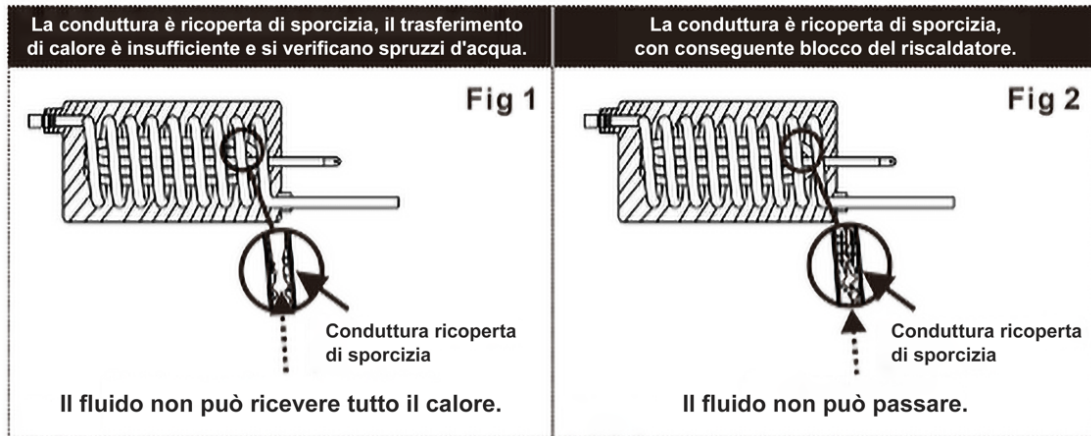 La conduttura è ricoperta di sporcizia, il trasferimento
di calore è insufficiente e si verificano spruzzi d'acqua.
Fig 1
Conduttura ricoperta
di sporcizia
Il fluido non può ricevere tutto il calore.
La conduttura è ricoperta di sporcizia,
con conseguente blocco del riscaldatore.
Fig 2
Conduttura ricoperta
di sporcizia
Il fluido non può passare.